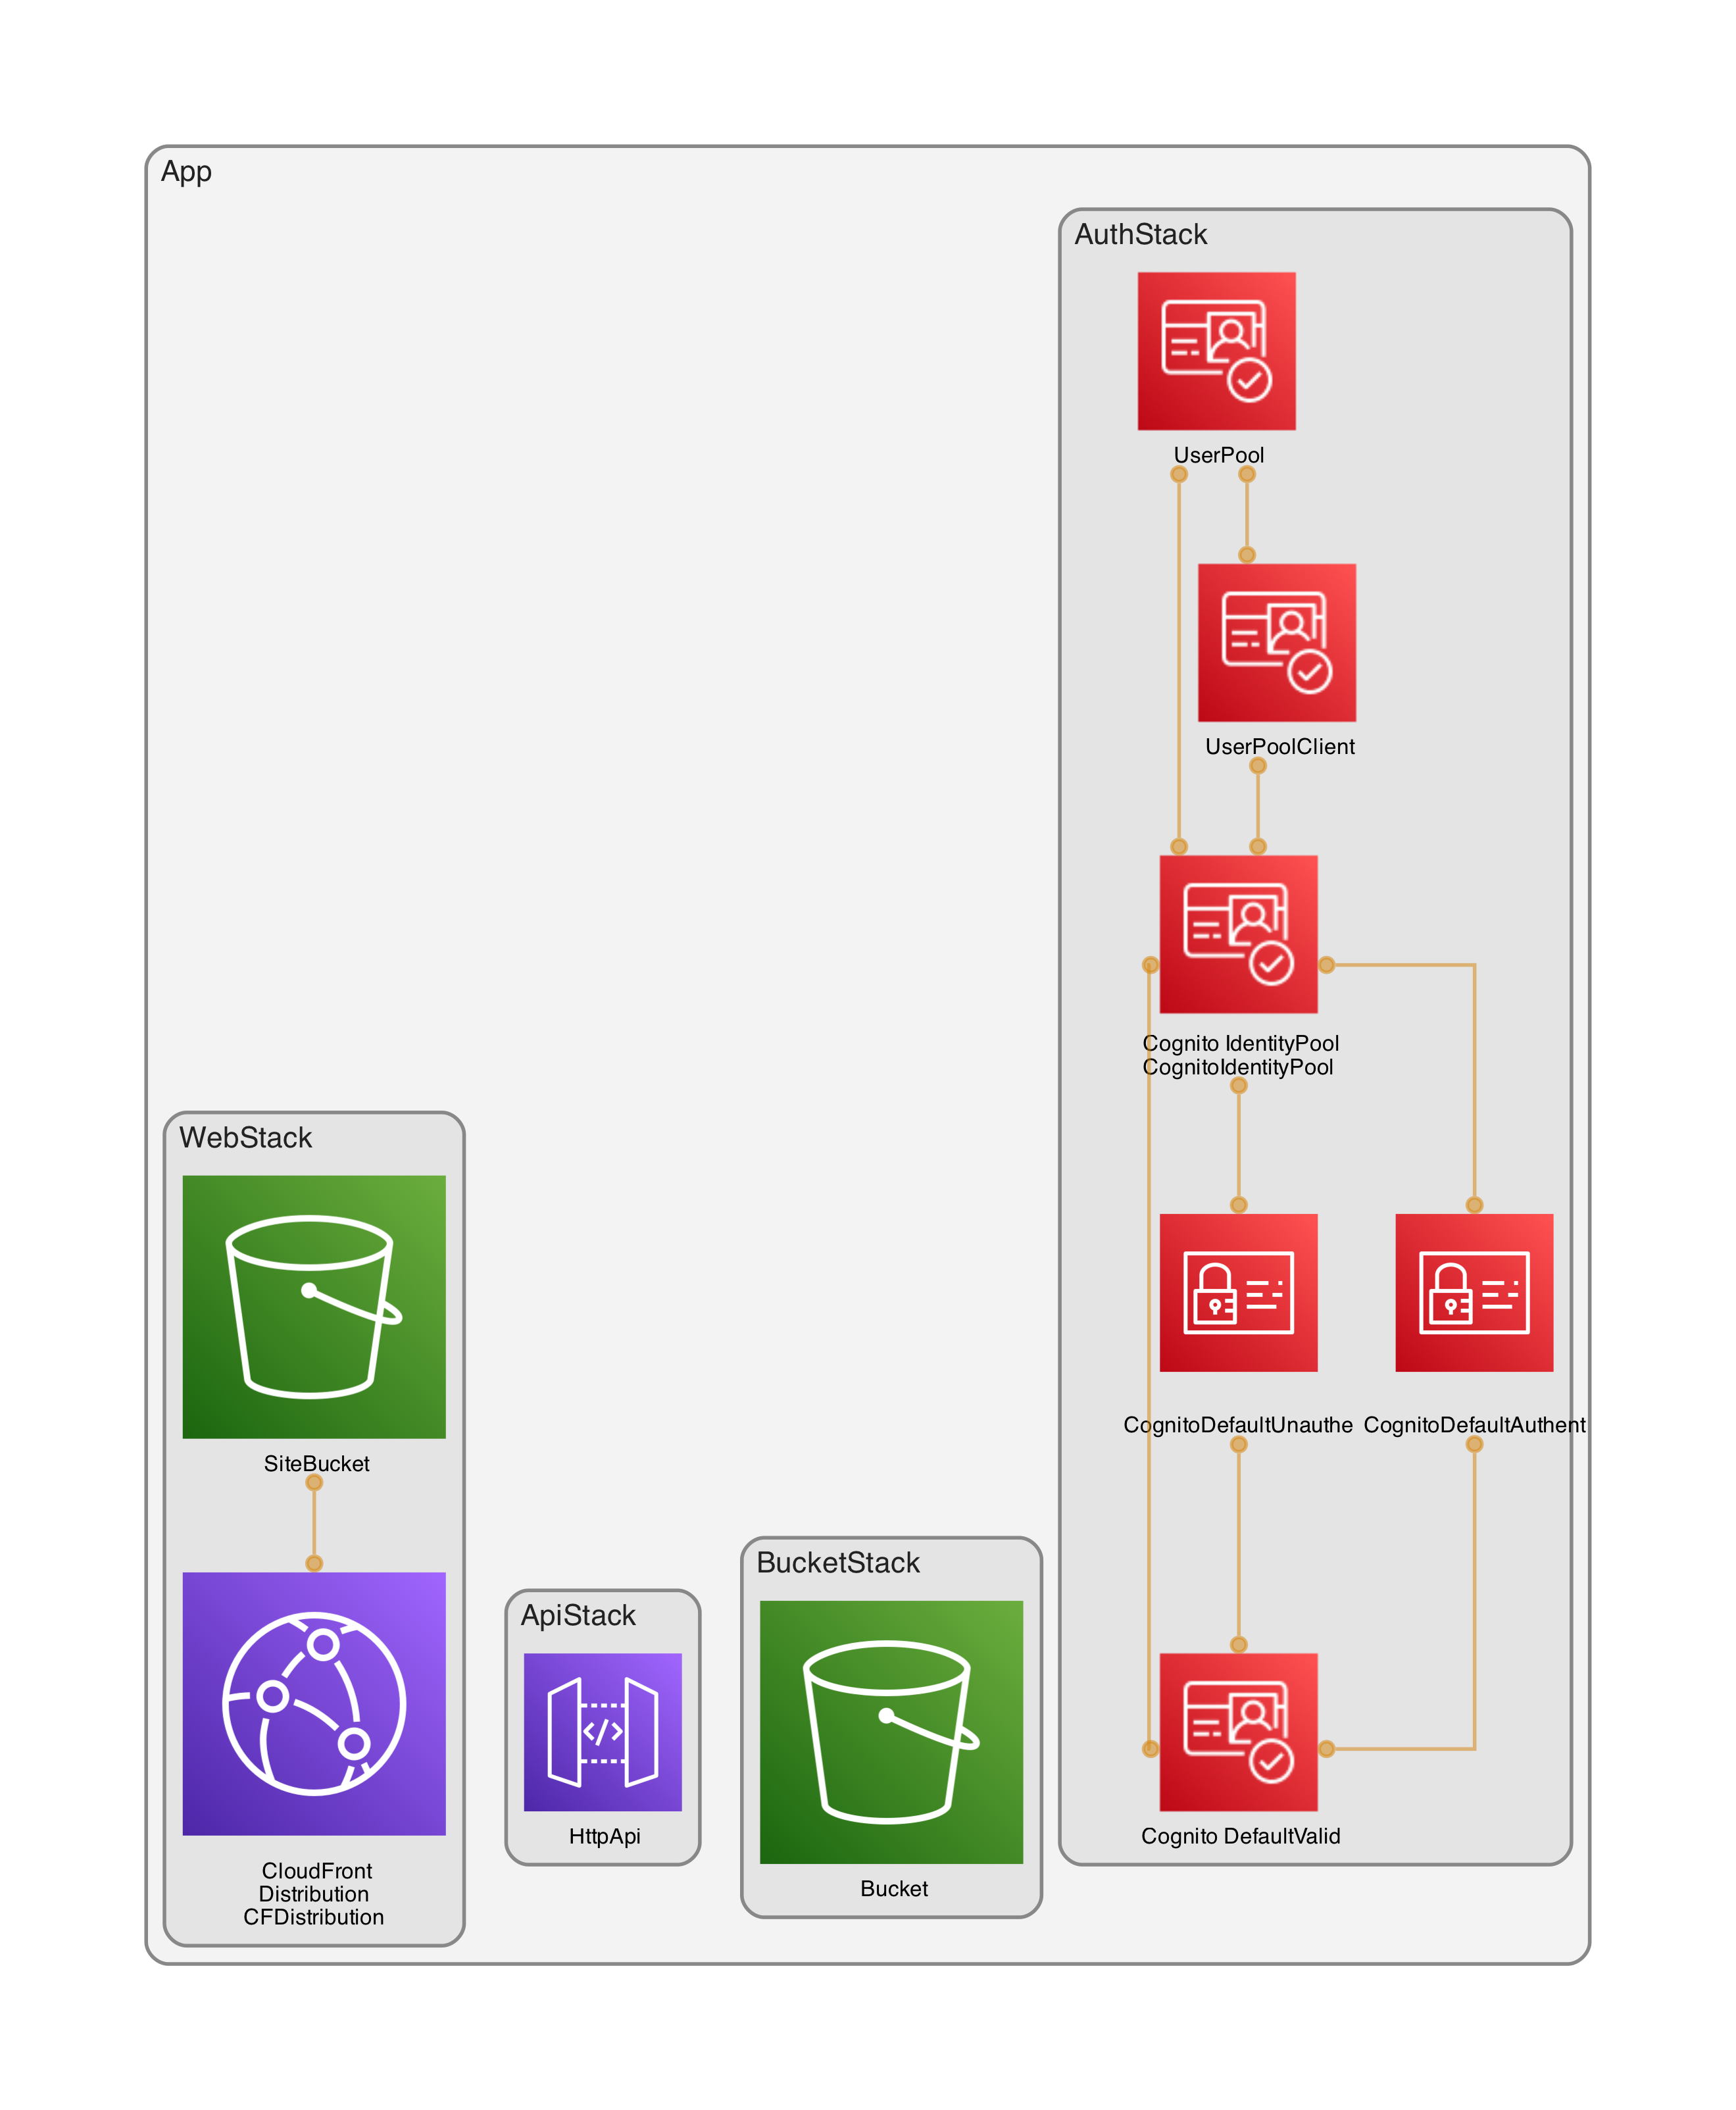 App
AuthStack
UserPool
UserPoolClient
Cognito IdentityPool
CognitoIdentityPool
CognitoDefaultUnauthe
CognitoDefaultAuthent
Cognito DefaultValid
WebStack
SiteBucket
CloudFront
Distribution
CFDistribution
ApiStack
HttpApi
BucketStack
Bucket